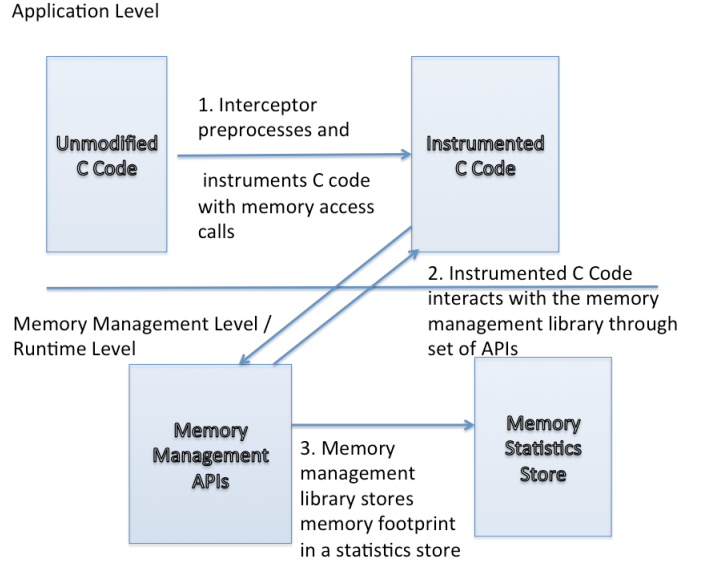 Application Level
Unmodified
C Code
1. Interceptor
preprocesses and
instruments C code
with memory access
calls
Instrumented
C Code
2. Instrumented C Code
interacts with the memory
management library through
set of APIs
Memory Management Level /
Runtime Level
Memory
Management
APIs
3. Memory
management
library stores
memory footprint
in a statistics store
Memory
Statistics
Store